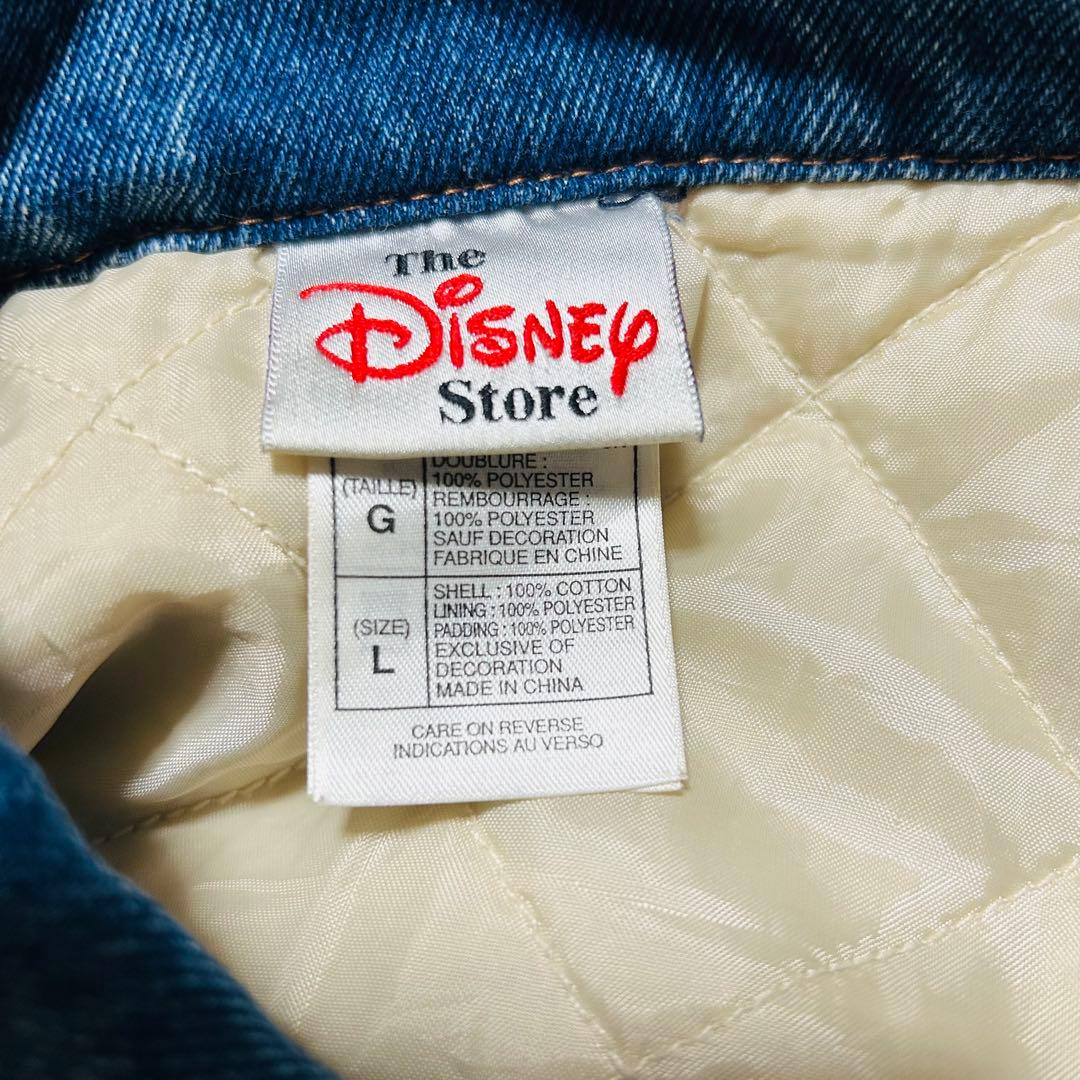 The
Disney
Store
DOUBLURE :
100% POLYESTER
REMBOURRAGE :
100% POLYESTER
SAUF DECORATION
FABRIQUE EN CHINE
(TAILLE)
G
SHELL : 100% COTTON
LINING : 100% POLYESTER
PADDING : 100% POLYESTER
EXCLUSIVE OF
DECORATION
MADE IN CHINA
(SIZE)
L
CARE ON REVERSE
INDICATIONS AU VERSO